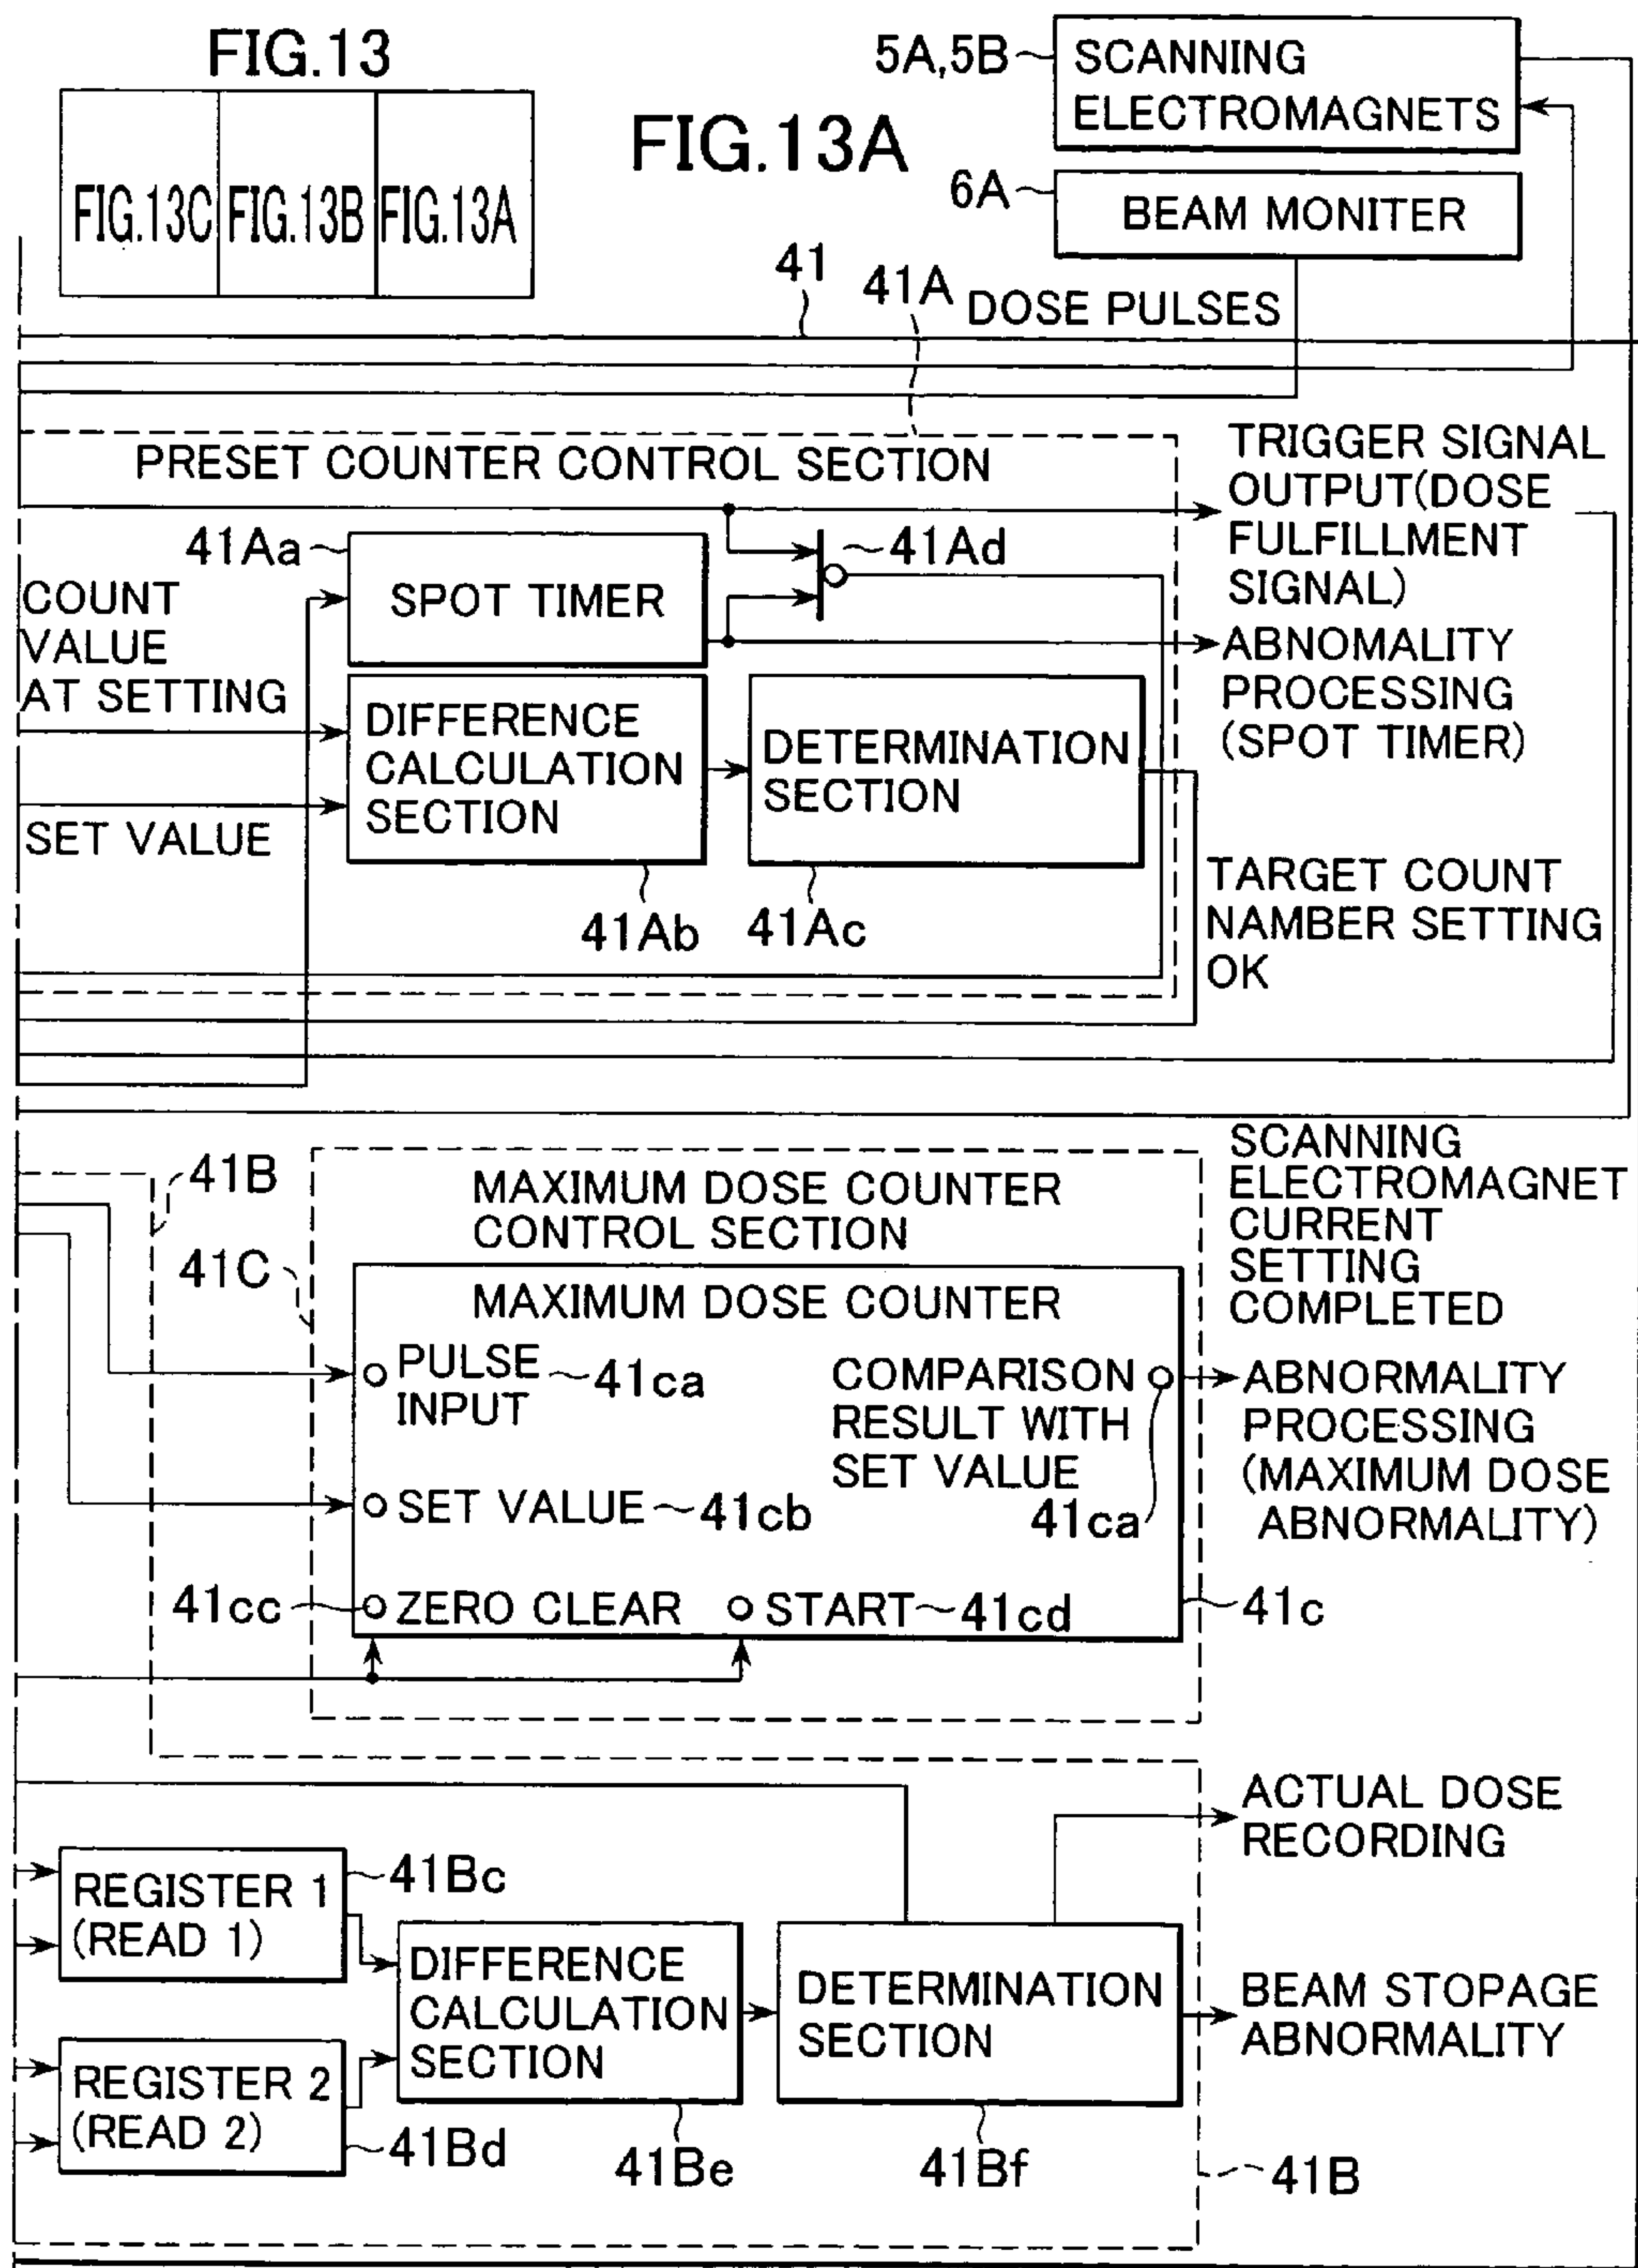 FIG.13
FIG.13C FIG.13B FIG.13A
FIG.13A
5A,5B
SCANNING
ELECTROMAGNETS
6A
BEAM MONITER
41
41A
DOSE PULSES
PRESET COUNTER CONTROL SECTION
TRIGGER SIGNAL
OUTPUT(DOSE
FULFILLMENT
SIGNAL)
41Aa
SPOT TIMER
41Ad
COUNT
VALUE
AT SETTING
ABNOMALITY
PROCESSING
(SPOT TIMER)
DIFFERENCE
CALCULATION
SECTION
DETERMINATION
SECTION
SET VALUE
41Ab
41Ac
TARGET COUNT
NAMBER SETTING
OK
41B
41C
MAXIMUM DOSE COUNTER
CONTROL SECTION
SCANNING
ELECTROMAGNET
CURRENT
SETTING
COMPLETED
MAXIMUM DOSE COUNTER
PULSE
INPUT
41ca
COMPARISON
RESULT WITH
SET VALUE
41ca
ABNORMALITY
PROCESSING
(MAXIMUM DOSE
ABNORMALITY)
SET VALUE
41cb
41cc
ZERO CLEAR
START
41cd
41c
ACTUAL DOSE
RECORDING
REGISTER 1
(READ 1)
41Bc
DIFFERENCE
CALCULATION
SECTION
DETERMINATION
SECTION
BEAM STOPAGE
ABNORMALITY
REGISTER 2
(READ 2)
41Bd
41Be
41Bf
41B